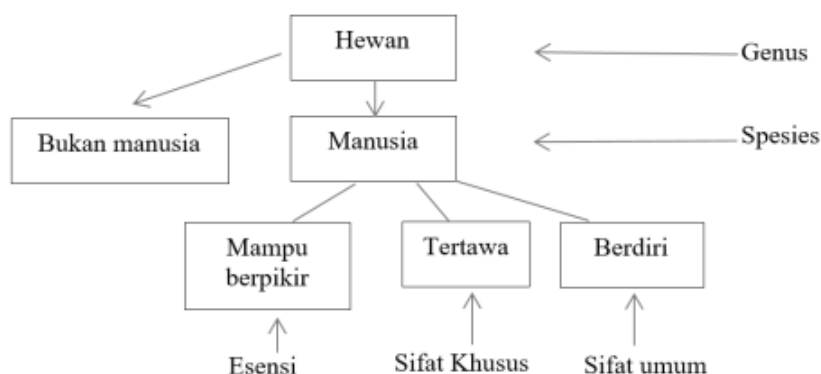 Hewan
Genus
Bukan manusia
Manusia
Spesies
Mampu
berpikir
Tertawa
Berdiri
Esensi
Sifat Khusus
Sifat umum